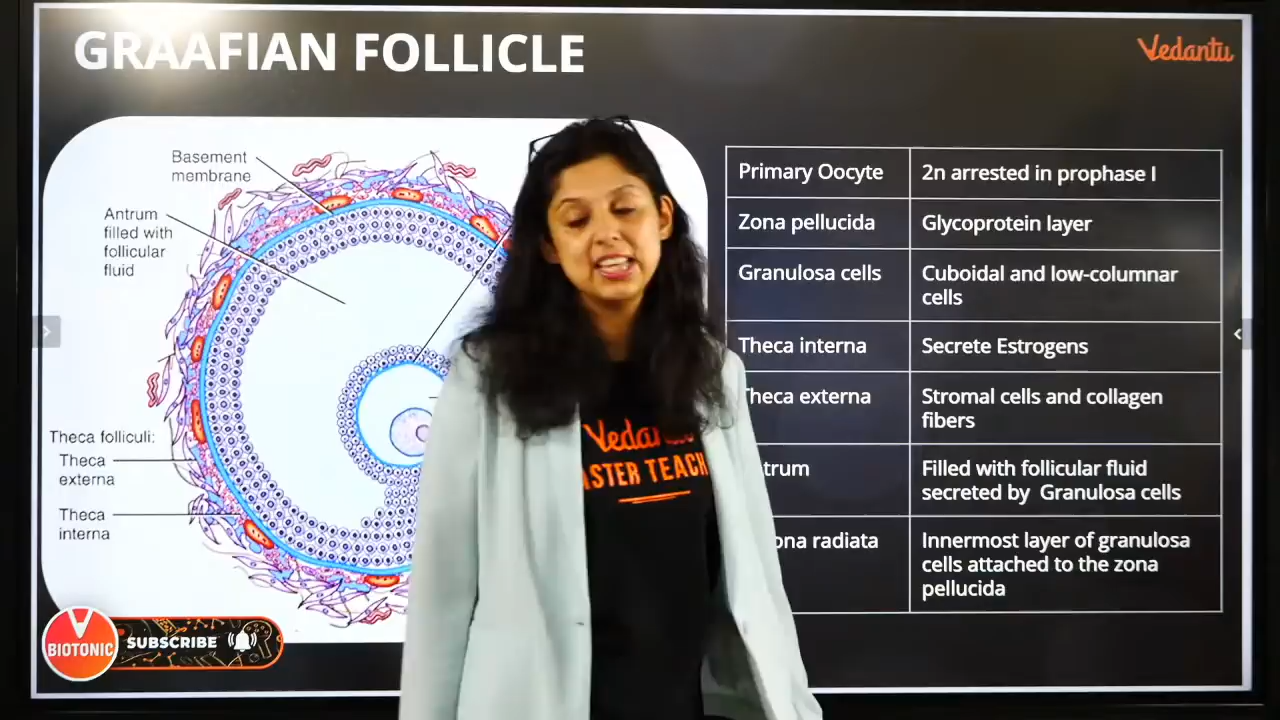 GRAAFIAN FOLLICLE
Vedantu
Basement
membrane
Antrum
filled with
follicular
fluid
Theca folliculi:
Theca
externa
Theca
interna
Primary Oocyte
2n arrested in prophase I
Zona pellucida
Glycoprotein layer
Granulosa cells
Cuboidal and low-columnar
cells
Theca interna
Secrete Estrogens
Theca externa
Stromal cells and collagen
fibers
trum
Filled with follicular fluid
secreted by Granulosa cells
ona radiata
Innermost layer of granulosa
cells attached to the zona
pellucida
Vedan
STER TEACH
V
BIOTONIC
SUBSCRIBE